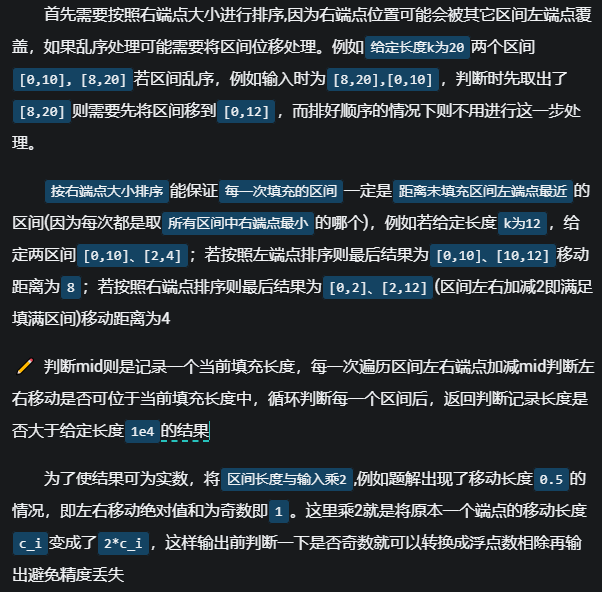 首先需要按照右端点大小进行排序,因为右端点位置可能会被其它区间左端点覆
盖，如果乱序处理可能需要将区间位移处理。例如 给定长度k为20 两个区间
[0,10], [8,20] 若区间乱序，例如输入时为 [8,20],[0,10] ，判断时先取出了
[8,20] 则需要先将区间移到 [0,12] ，而排好顺序的情况下则不用进行这一步处
理。
按右端点大小排序 能保证 每一次填充的区间 一定是 距离未填充区间左端点最近 的
区间(因为每次都是取 所有区间中右端点最小 的哪个)，例如若给定长度 k为12 ，给
定两区间 [0,10]、[2,4] ；若按照左端点排序则最后结果为 [0,10]、[10,12] 移动
距离为 8 ；若按照右端点排序则最后结果为 [0,2]、[2,12] (区间左右加减2即满足
填满区间)移动距离为4
✏️ 判断mid则是记录一个当前填充长度，每一次遍历区间左右端点加减mid判断左
右移动是否可位于当前填充长度中，循环判断每一个区间后，返回判断记录长度是
否大于给定长度 1e4 的结果
为了使结果可为实数，将 区间长度与输入乘2 ,例如题解出现了移动长度 0.5 的
情况，即左右移动绝对值和为奇数即 1 。这里乘2就是将原本一个端点的移动长度
c_i 变成了 2*c_i ，这样输出前判断一下是否奇数就可以转换成浮点数相除再输
出避免精度丢失